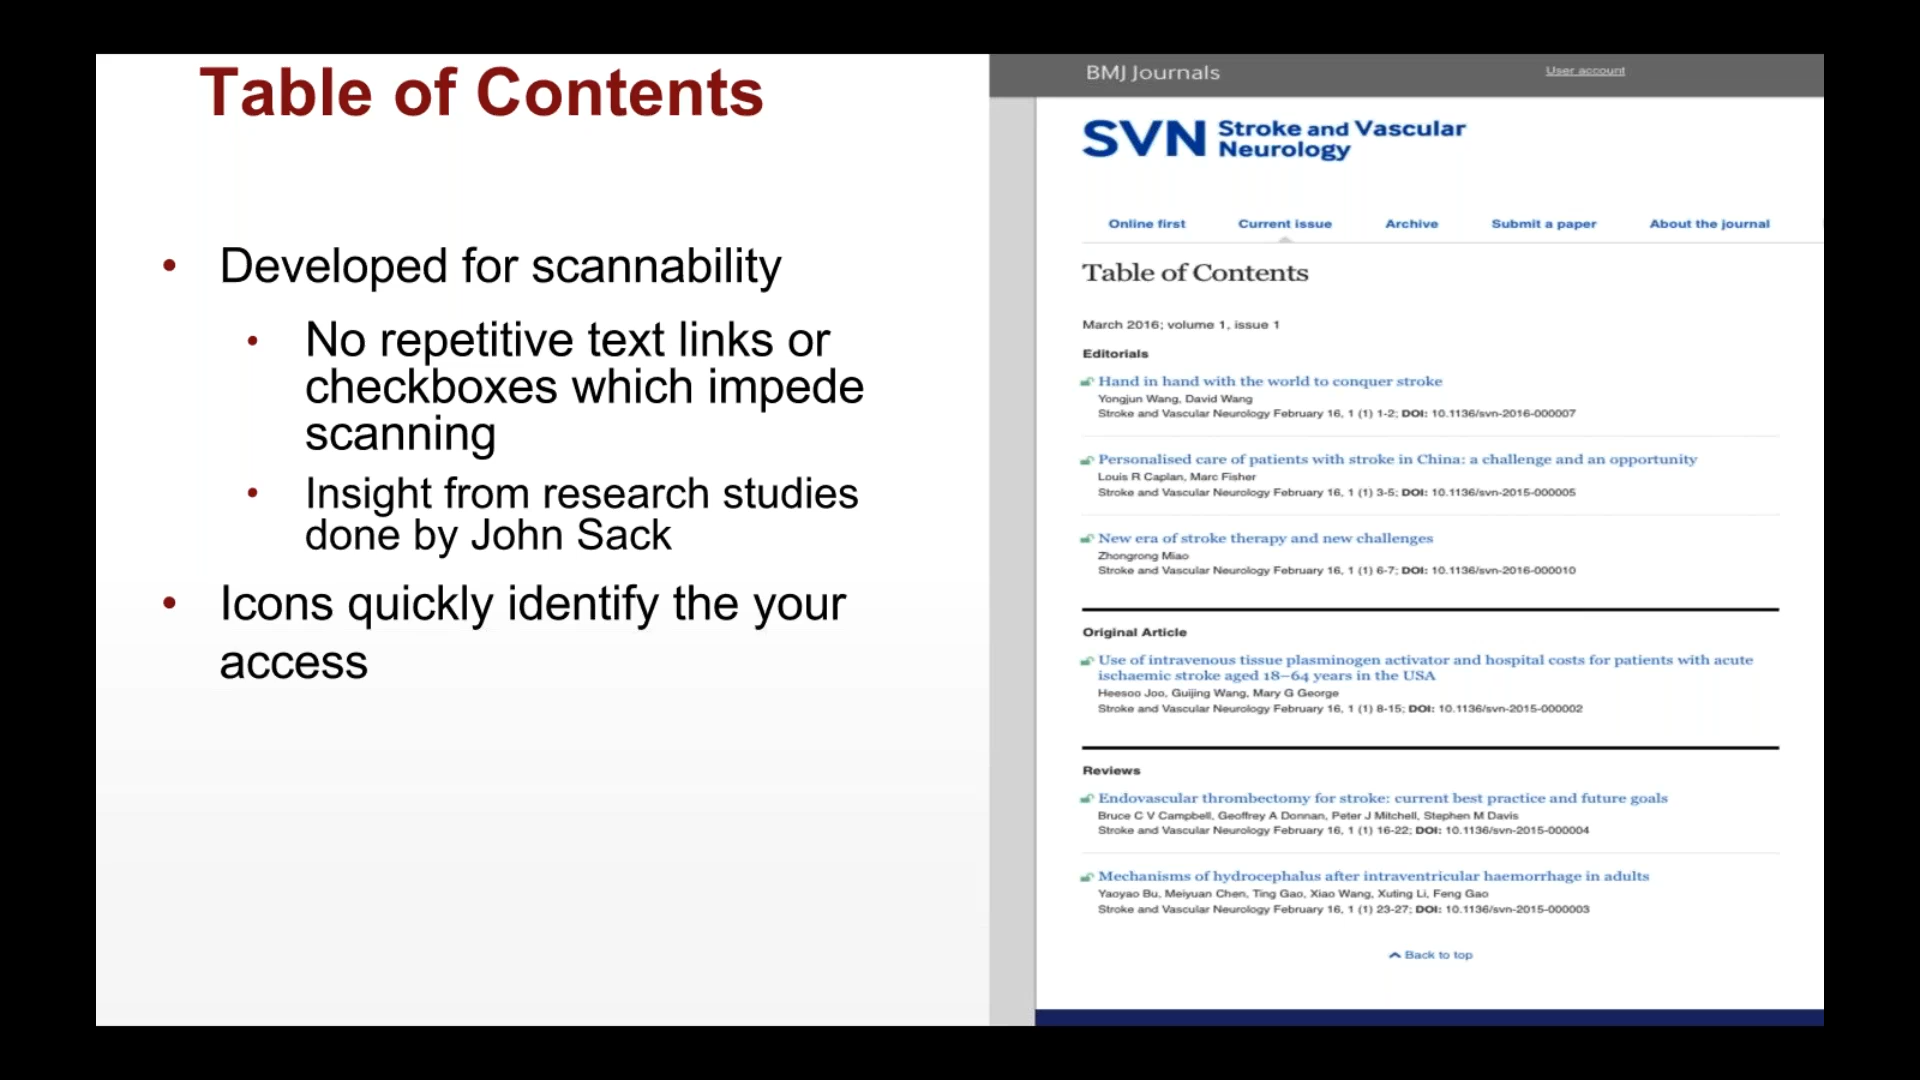 Table of Contents
• Developed for scannability
• No repetitive text links or
checkboxes which impede
scanning
• Insight from research studies
done by John Sack
• Icons quickly identify the your
access
BMJ Journals
User account
SVN Stroke and Vascular
Neurology
Online first Current issue Archive Submit a paper About the journal
Table of Contents
March 2016; volume 1, issue 1
Editorials
Hand in hand with the world to conquer stroke
Yongjun Wang, David Wang
Stroke and Vascular Neurology February 16, 1 (1) 1-2; DOI: 10.1136/svn-2016-000007
Personalised care of patients with stroke in China: a challenge and an opportunity
Louis R Caplan, Marc Fisher
Stroke and Vascular Neurology February 16, 1 (1) 3-5; DOI: 10.1136/svn-2015-000005
New era of stroke therapy and new challenges
Zhongrong Miao
Stroke and Vascular Neurology February 16, 1 (1) 6-7; DOI: 10.1136/svn-2016-000010
Original Article
Use of intravenous tissue plasminogen activator and hospital costs for patients with acute
ischaemic stroke aged 18–64 years in the USA
Heesoo Joo, Guijing Wang, Mary G George
Stroke and Vascular Neurology February 16, 1 (1) 8-15; DOI: 10.1136/svn-2015-000002
Reviews
Endovascular thrombectomy for stroke: current best practice and future goals
Bruce C V Campbell, Geoffrey A Donnan, Peter J Mitchell, Stephen M Davis
Stroke and Vascular Neurology February 16, 1 (1) 16-22; DOI: 10.1136/svn-2015-000004
Mechanisms of hydrocephalus after intraventricular haemorrhage in adults
Yaoyao Bu, Meiyuan Chen, Ting Gao, Xiao Wang, Xuting Li, Feng Gao
Stroke and Vascular Neurology February 16, 1 (1) 23-27; DOI: 10.1136/svn-2015-000003
Back to top